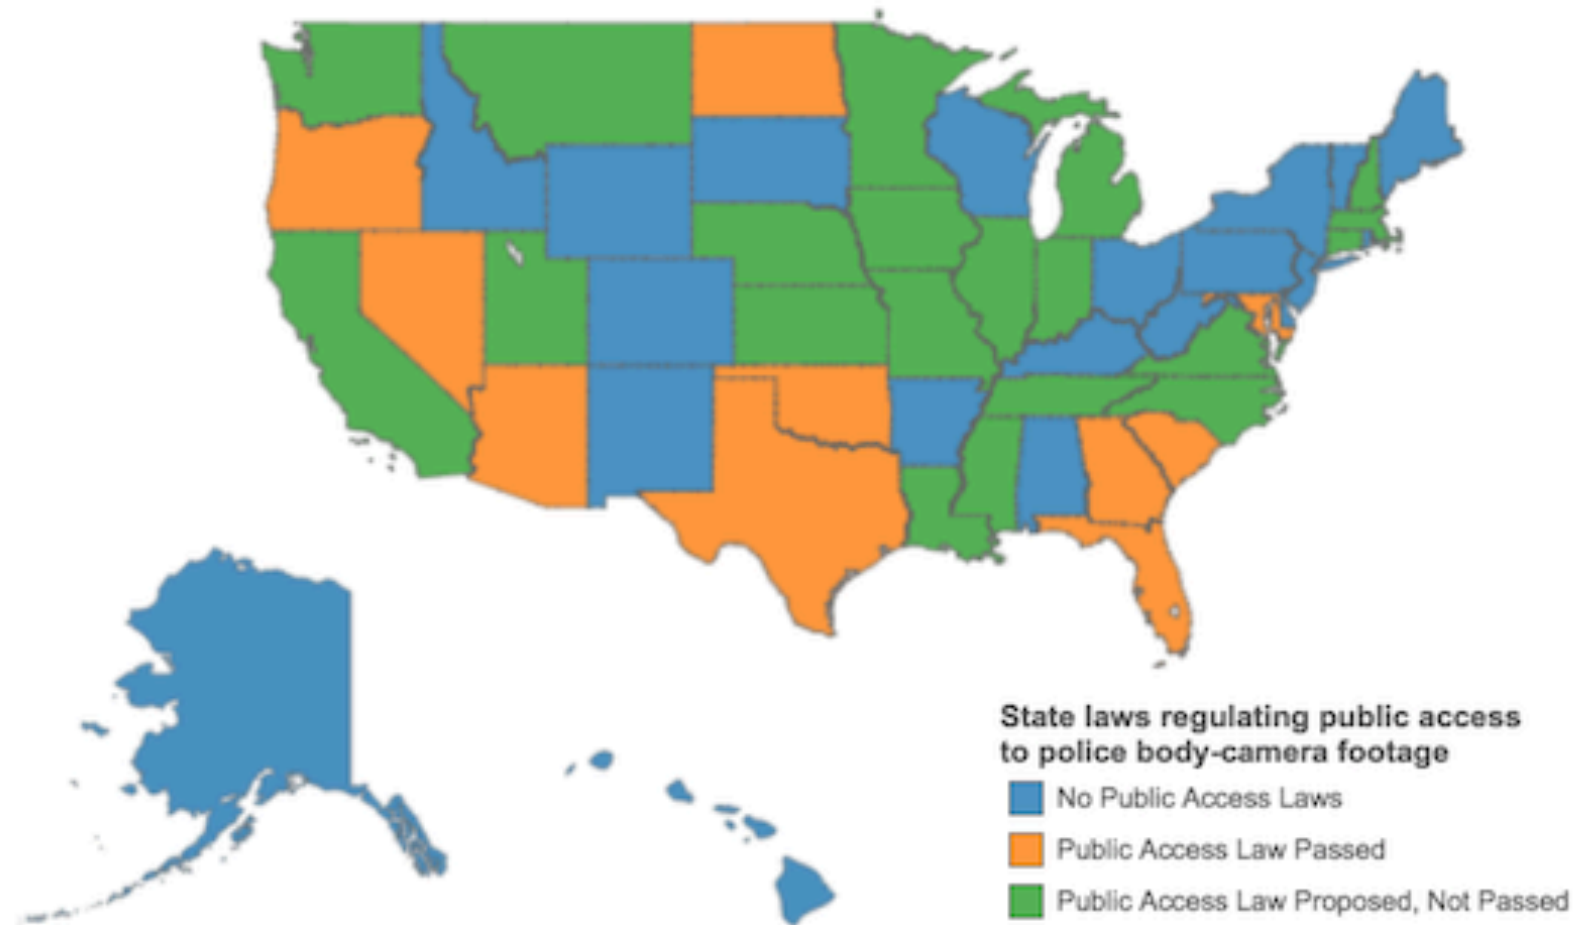 State laws regulating public access
to police body-camera footage
No Public Access Laws
Public Access Law Passed
Public Access Law Proposed, Not Passed